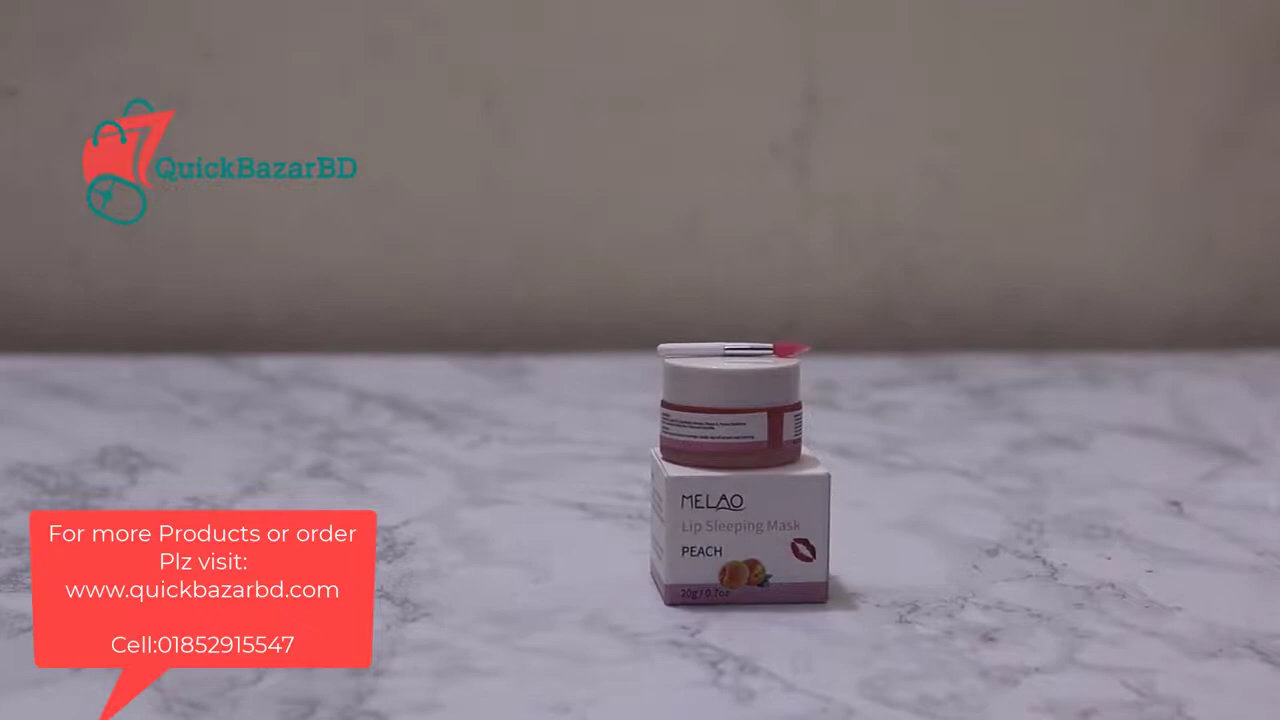 QuickBazarBD
MELAO
Lip Sleeping Mask
PEACH
20g / 0.7oz
For more Products or order
Plz visit:
www.quickbazarbd.com
Cell:01852915547